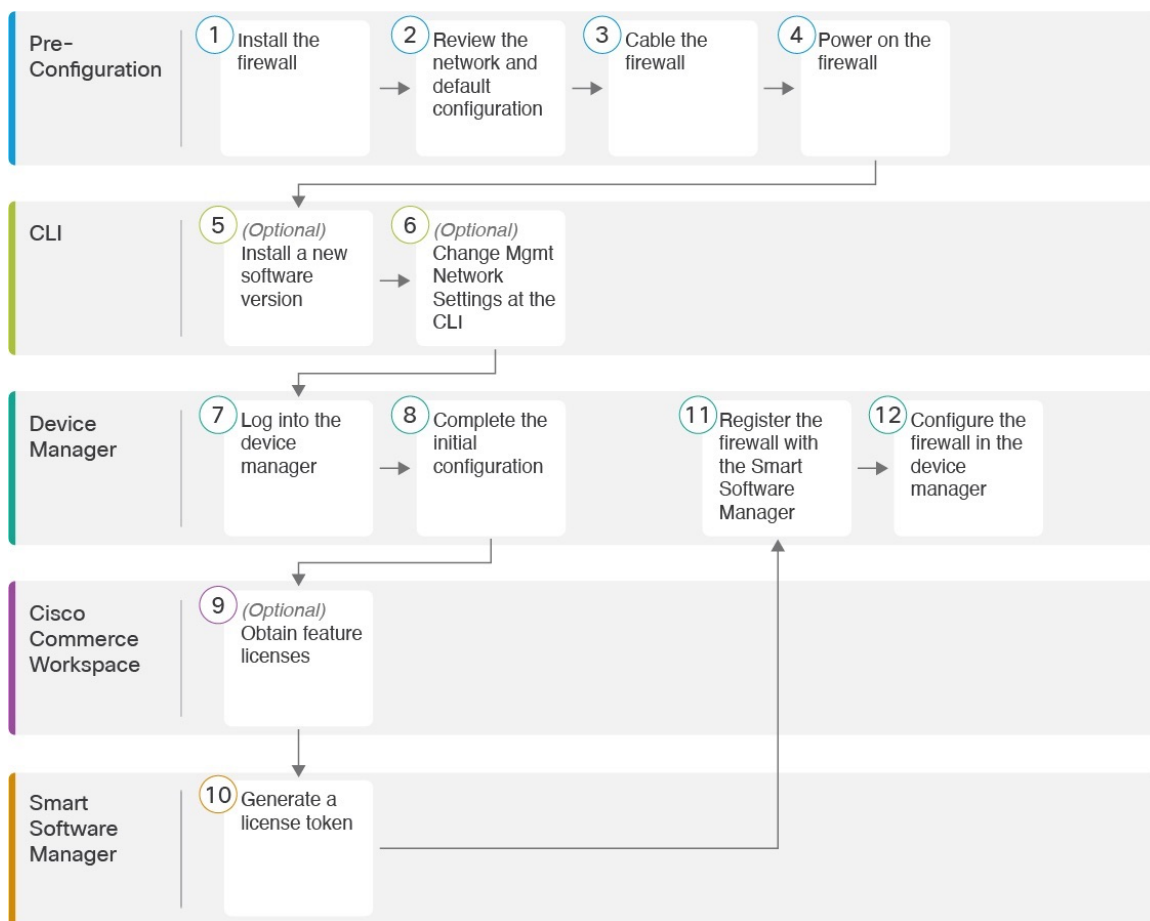 Pre-
Configuration
1
Install the
firewall
2
Review the
network and
default
configuration
3
Cable the
firewall
4
Power on the
firewall
CLI
5
(Optional)
Install a new
software
version
6
(Optional)
Change Mgmt
Network
Settings at the
CLI
Device
Manager
7
Log into the
device
manager
8
Complete the
initial
configuration
11
Register the
firewall with
the Smart
Software
Manager
12
Configure the
firewall in the
device
manager
Cisco
Commerce
Workspace
9
(Optional)
Obtain feature
licenses
Smart
Software
Manager
10
Generate a
license token